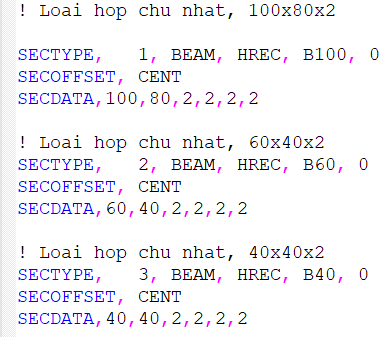 ! Loai hop chu nhat, 100x80x2
SECTYPE, 1, BEAM, HREC, B100, 0
SECOFFSET, CENT
SECDATA,100,80,2,2,2,2
! Loai hop chu nhat, 60x40x2
SECTYPE, 2, BEAM, HREC, B60, 0
SECOFFSET, CENT
SECDATA,60,40,2,2,2,2
! Loai hop chu nhat, 40x40x2
SECTYPE, 3, BEAM, HREC, B40, 0
SECOFFSET, CENT
SECDATA,40,40,2,2,2,2